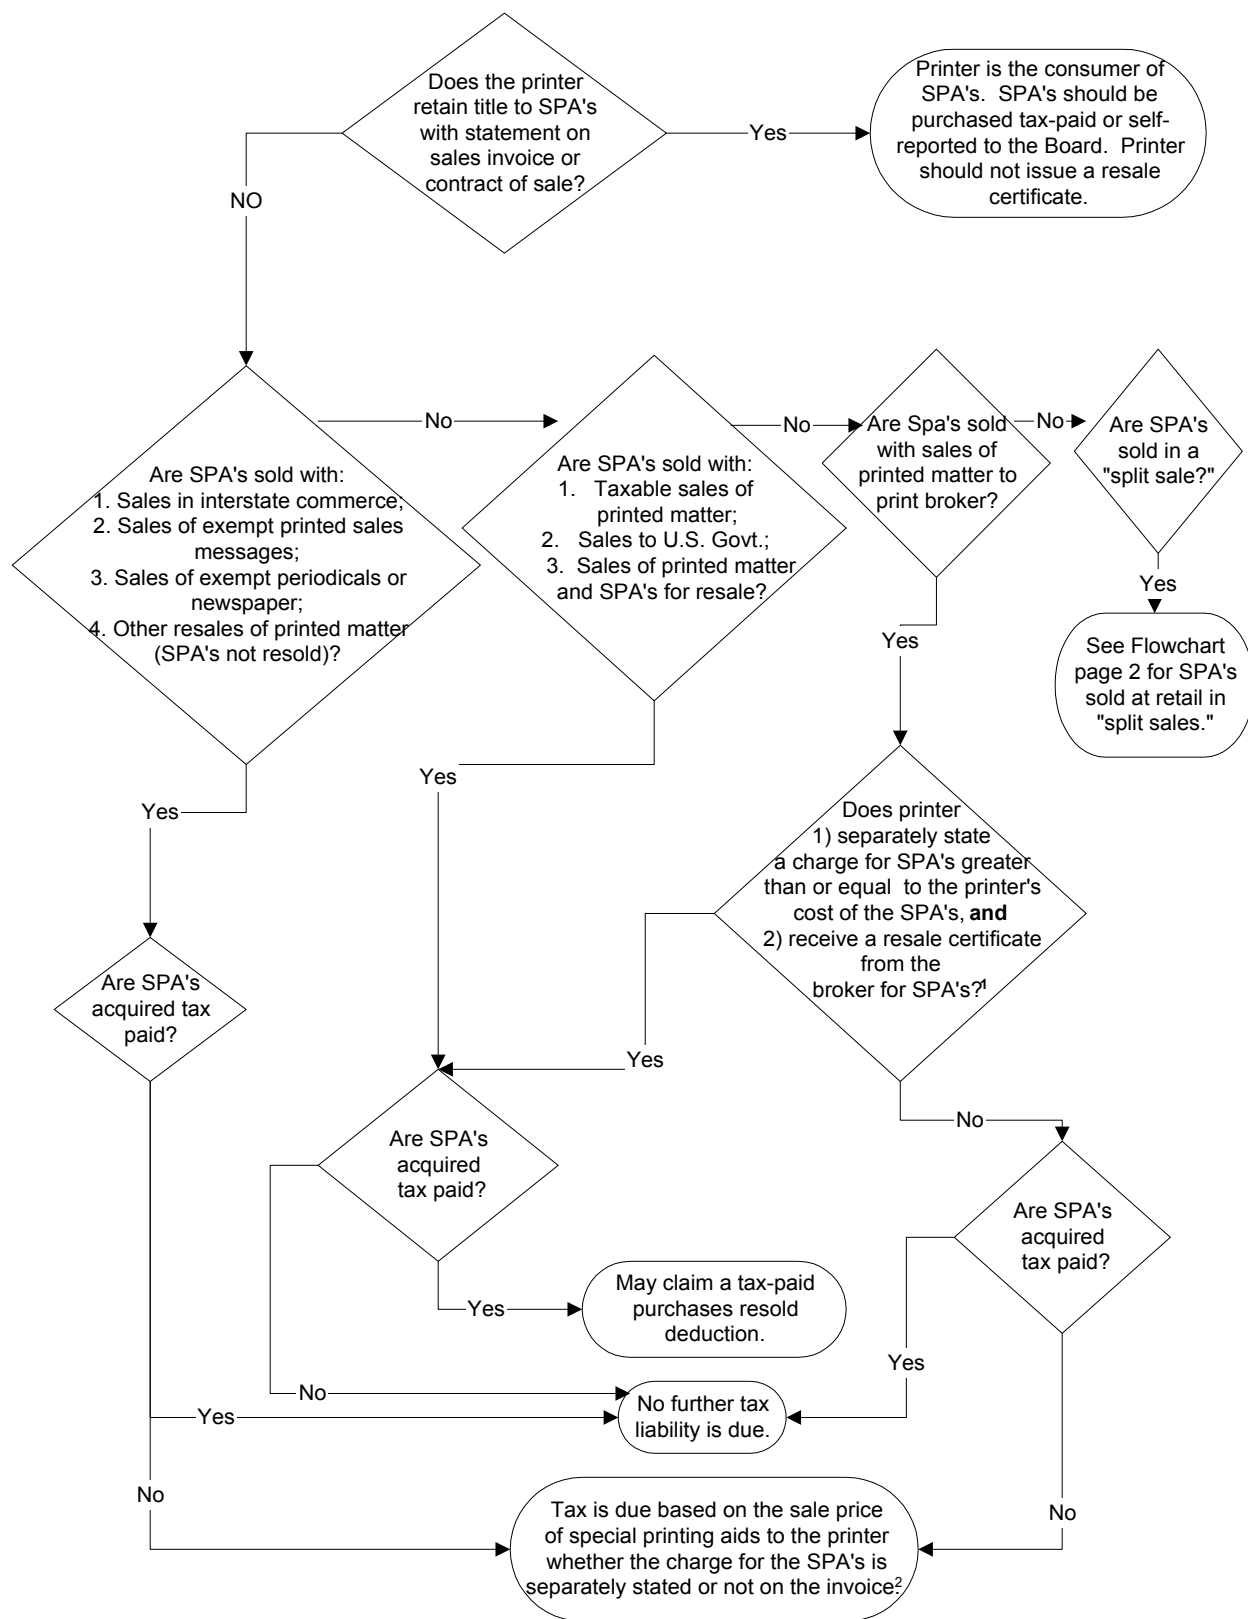 Does the printer
retain title to SPA's
with statement on
sales invoice or
contract of sale?
Yes
Printer is the consumer of
SPA's. SPA's should be
purchased tax-paid or self-
reported to the Board. Printer
should not issue a resale
certificate.
NO
Are SPA's sold with:
1. Sales in interstate commerce;
2. Sales of exempt printed sales
messages;
3. Sales of exempt periodicals or
newspaper;
4. Other resales of printed matter
(SPA's not resold)?
No
Are SPA's sold with:
1. Taxable sales of
printed matter;
2. Sales to U.S. Govt.;
3. Sales of printed matter
and SPA's for resale?
No
Are Spa's sold
with sales of
printed matter to
print broker?
No
Are SPA's
sold in a
"split sale?"
Yes
See Flowchart
page 2 for SPA's
sold at retail in
"split sales."
Yes
Does printer
1) separately state
a charge for SPA's greater
than or equal to the printer's
cost of the SPA's, and
2) receive a resale certificate
from the
broker for SPA's?¹
Yes
Yes
Are SPA's
acquired tax
paid?
Yes
Are SPA's
acquired
tax paid?
No
Are SPA's
acquired
tax paid?
Yes
May claim a tax-paid
purchases resold
deduction.
Yes
No
Yes
No further tax
liability is due.
No
No
Tax is due based on the sale price
of special printing aids to the printer
whether the charge for the SPA's is
separately stated or not on the invoice.²